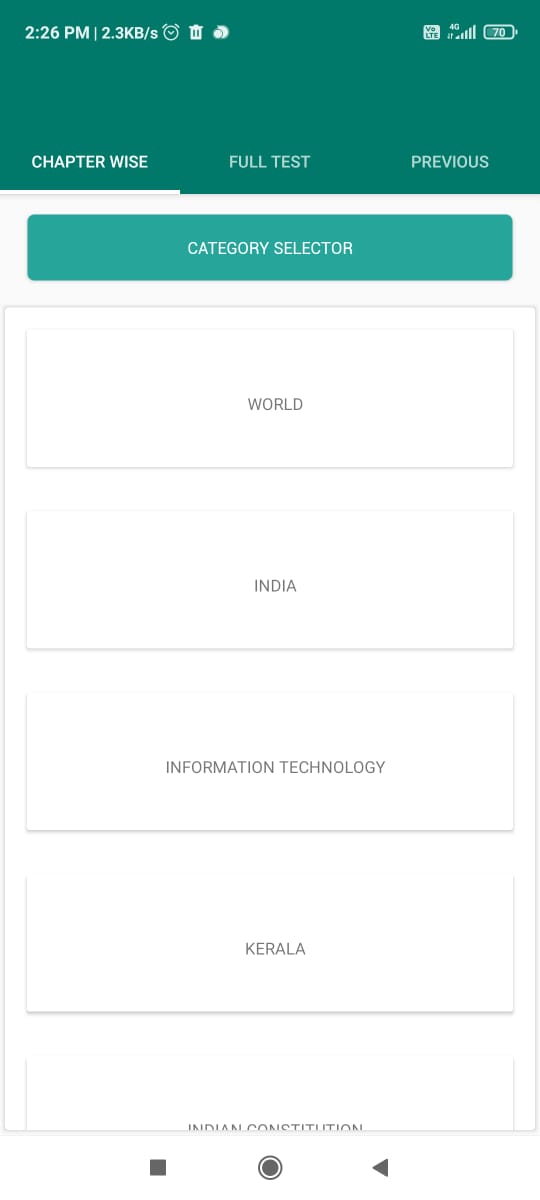 2:26 PM | 2.3KB/s
Vo
LTE
4G
70
CHAPTER WISE
FULL TEST
PREVIOUS
CATEGORY SELECTOR
WORLD
INDIA
INFORMATION TECHNOLOGY
KERALA
INDIAN CONSTITUTION